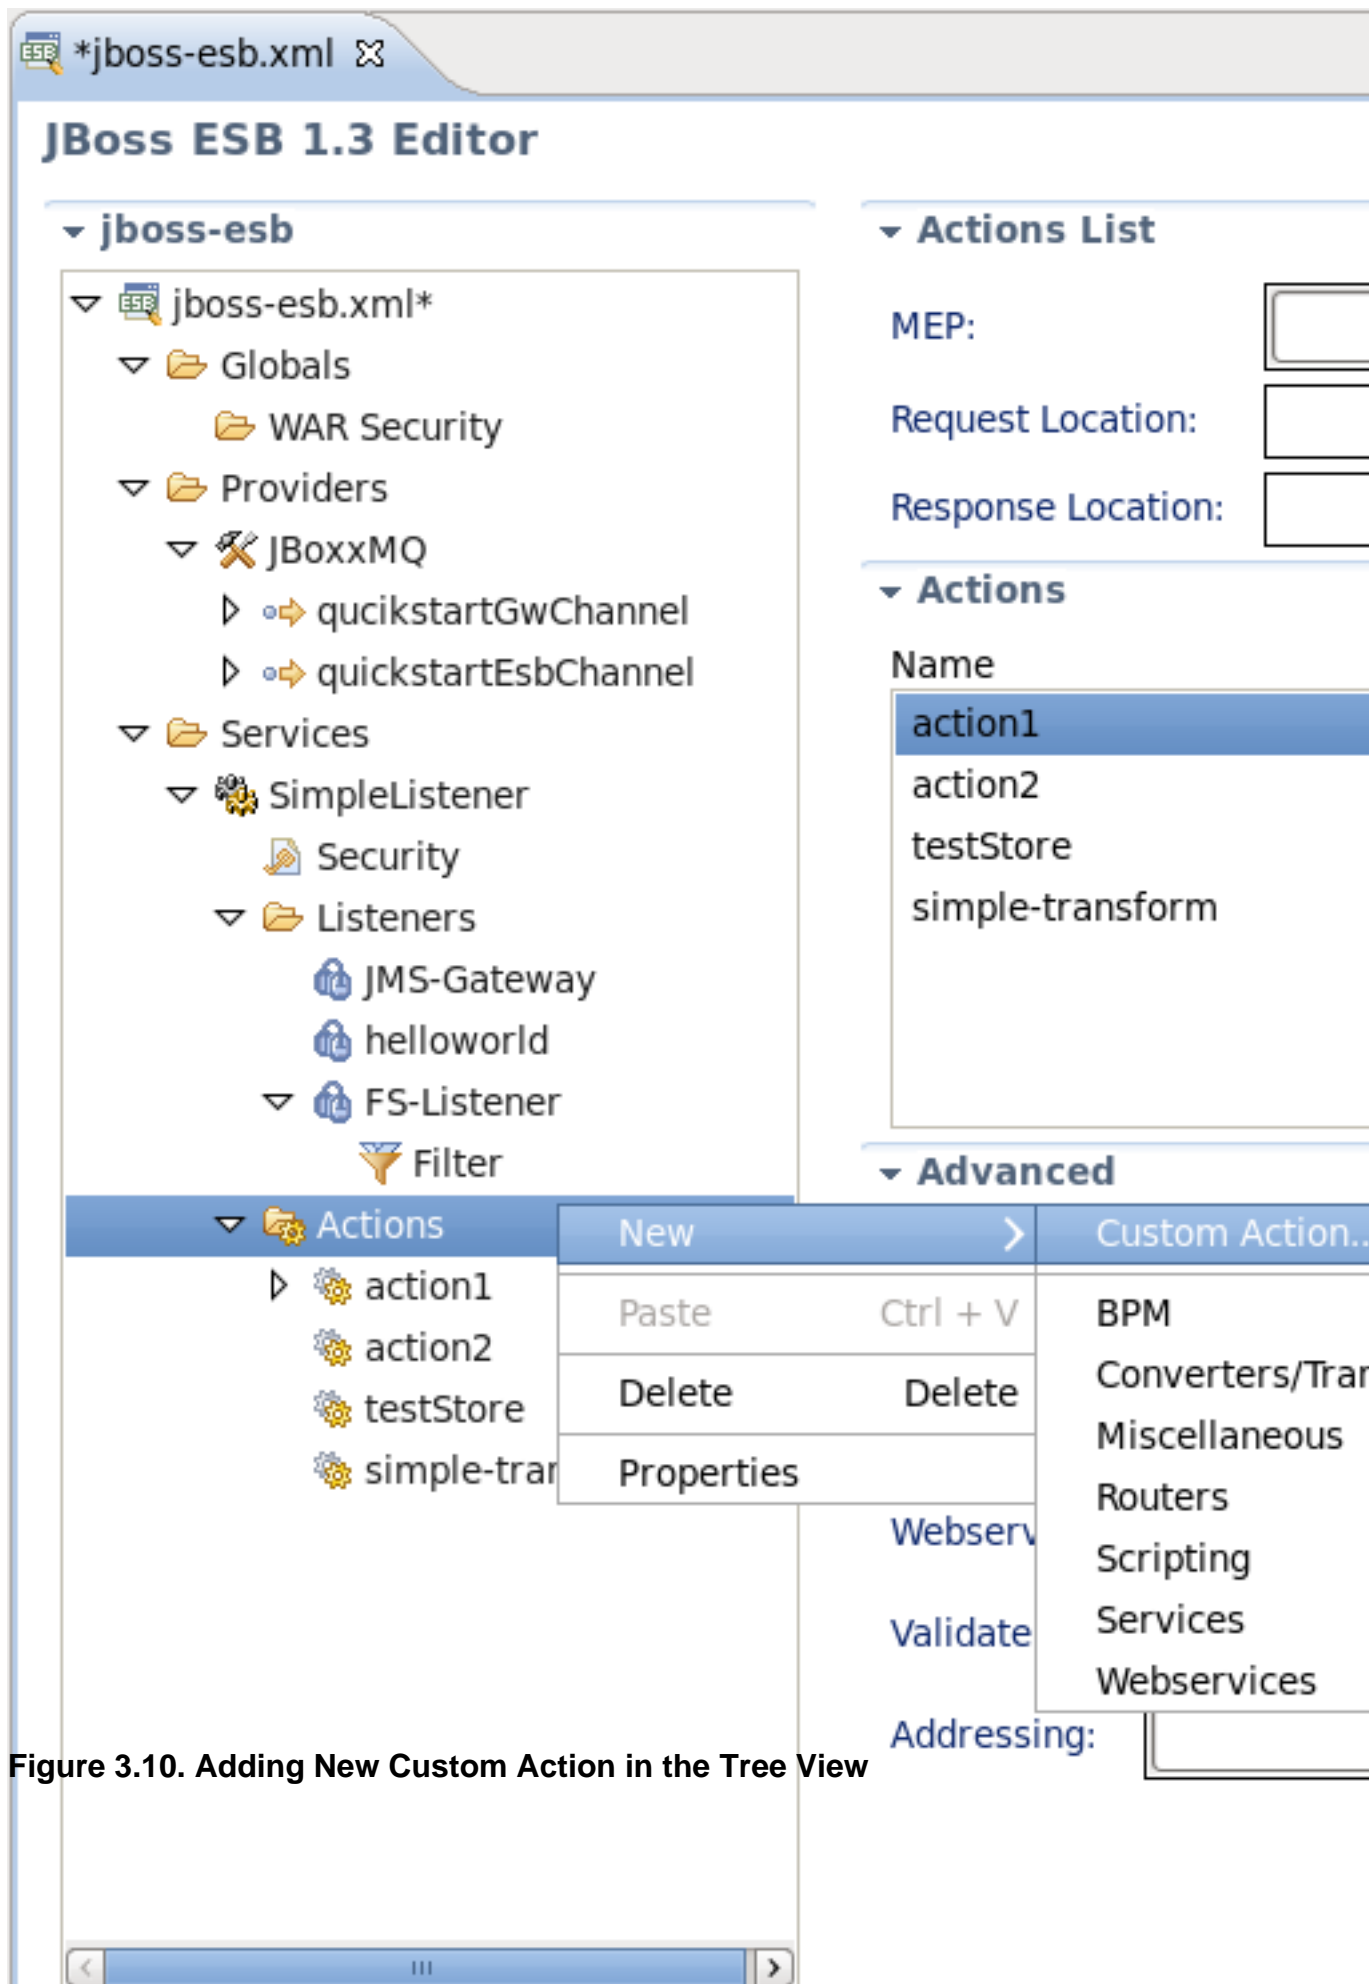 *jboss-esb.xml
JBoss ESB 1.3 Editor
jboss-esb
jboss-esb.xml*
Globals
WAR Security
Providers
JBoxxMQ
qucikstartGwChannel
quickstartEsbChannel
Services
SimpleListener
Security
Listeners
JMS-Gateway
helloworld
FS-Listener
Filter
Actions
action1
action2
testStore
simple-tran
Actions List
MEP:
Request Location:
Response Location:
Actions
Name
action1
action2
testStore
simple-transform
Advanced
New
Paste Ctrl + V
Delete Delete
Properties
Custom Action..
BPM
Converters/Tran
Miscellaneous
Routers
Scripting
Services
Webservices
Webserv
Validate
Addressing:
Figure 3.10. Adding New Custom Action in the Tree View